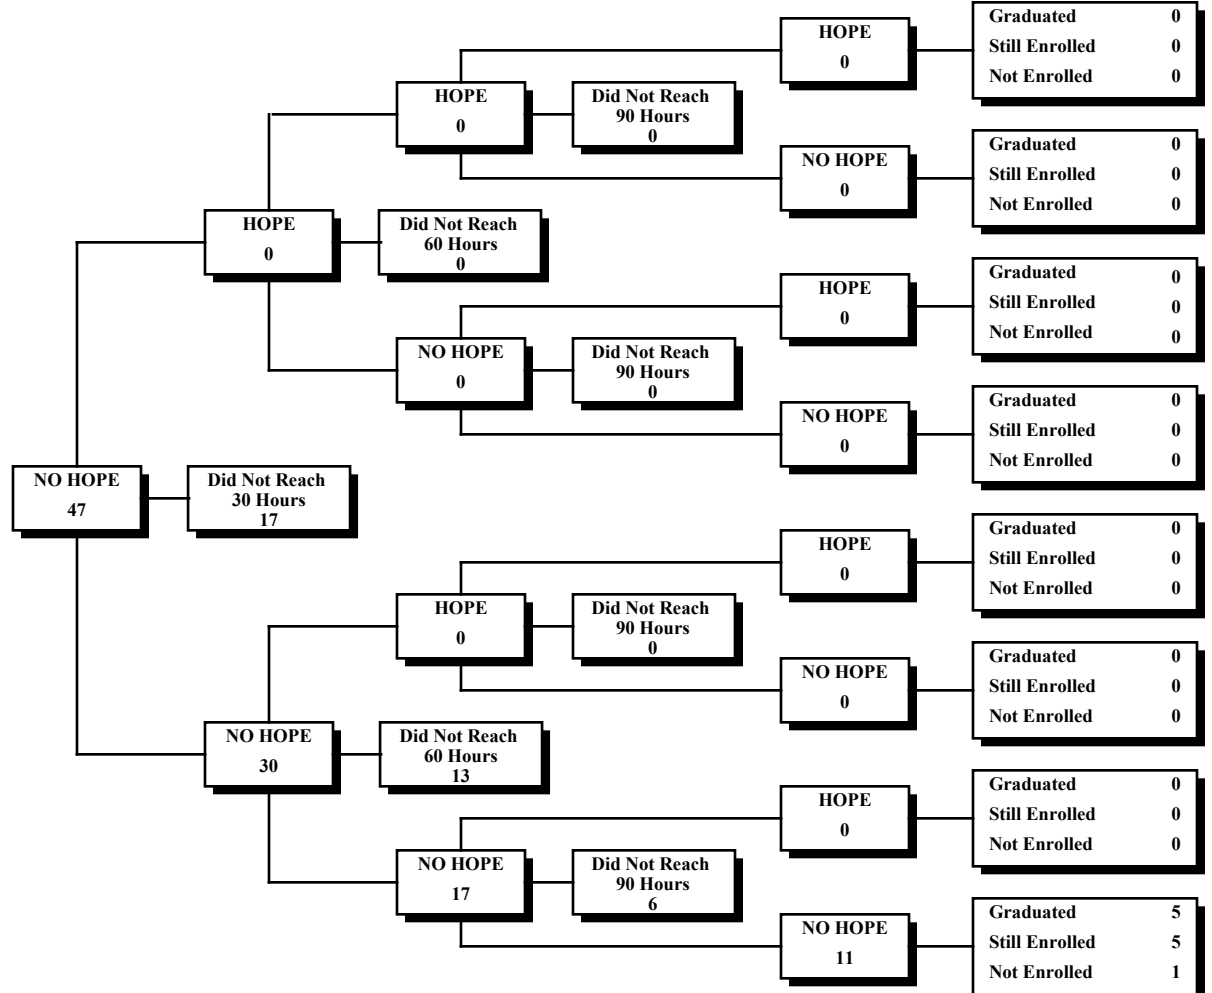 HOPE
0
Graduated 0
Still Enrolled 0
Not Enrolled 0
HOPE
0
Did Not Reach
90 Hours
0
NO HOPE
0
Graduated 0
Still Enrolled 0
Not Enrolled 0
HOPE
0
Did Not Reach
60 Hours
0
HOPE
0
Graduated 0
Still Enrolled 0
Not Enrolled 0
NO HOPE
0
Did Not Reach
90 Hours
0
NO HOPE
0
Graduated 0
Still Enrolled 0
Not Enrolled 0
NO HOPE
47
Did Not Reach
30 Hours
17
HOPE
0
Graduated 0
Still Enrolled 0
Not Enrolled 0
HOPE
0
Did Not Reach
90 Hours
0
NO HOPE
0
Graduated 0
Still Enrolled 0
Not Enrolled 0
NO HOPE
30
Did Not Reach
60 Hours
13
HOPE
0
Graduated 0
Still Enrolled 0
Not Enrolled 0
NO HOPE
17
Did Not Reach
90 Hours
6
NO HOPE
11
Graduated 5
Still Enrolled 5
Not Enrolled 1